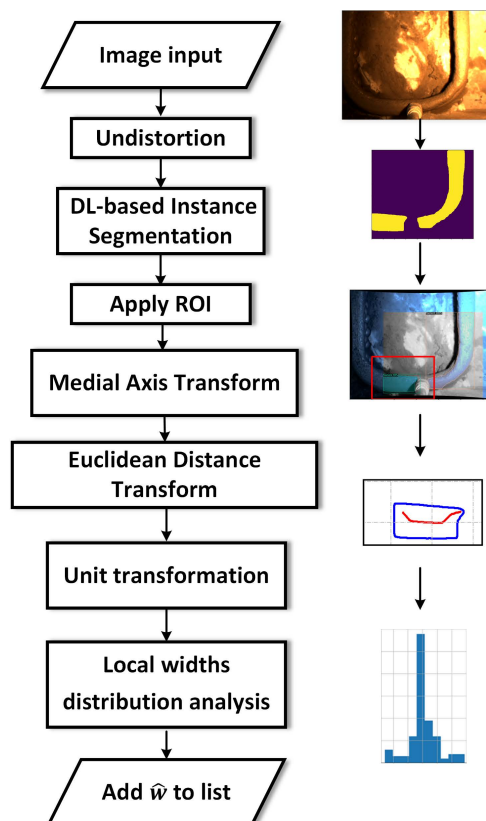 Image input
Undistortion
DL-based Instance
Segmentation
Apply ROI
Medial Axis Transform
Euclidean Distance
Transform
Unit transformation
Local widths
distribution analysis
Add ŵ to list